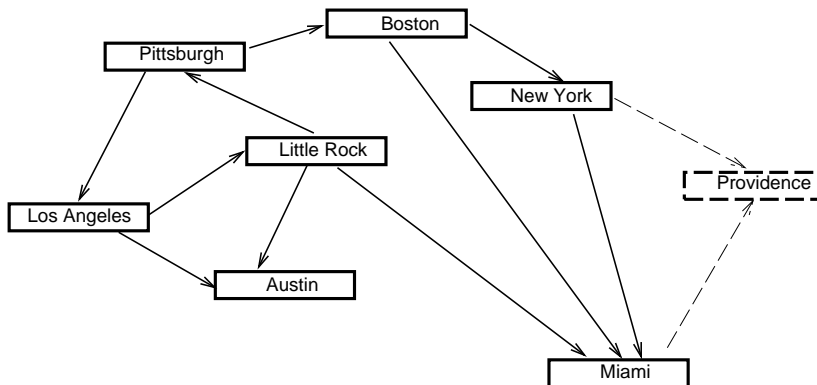 Boston
Pittsburgh
New York
Little Rock
Providence
Los Angeles
Austin
Miami